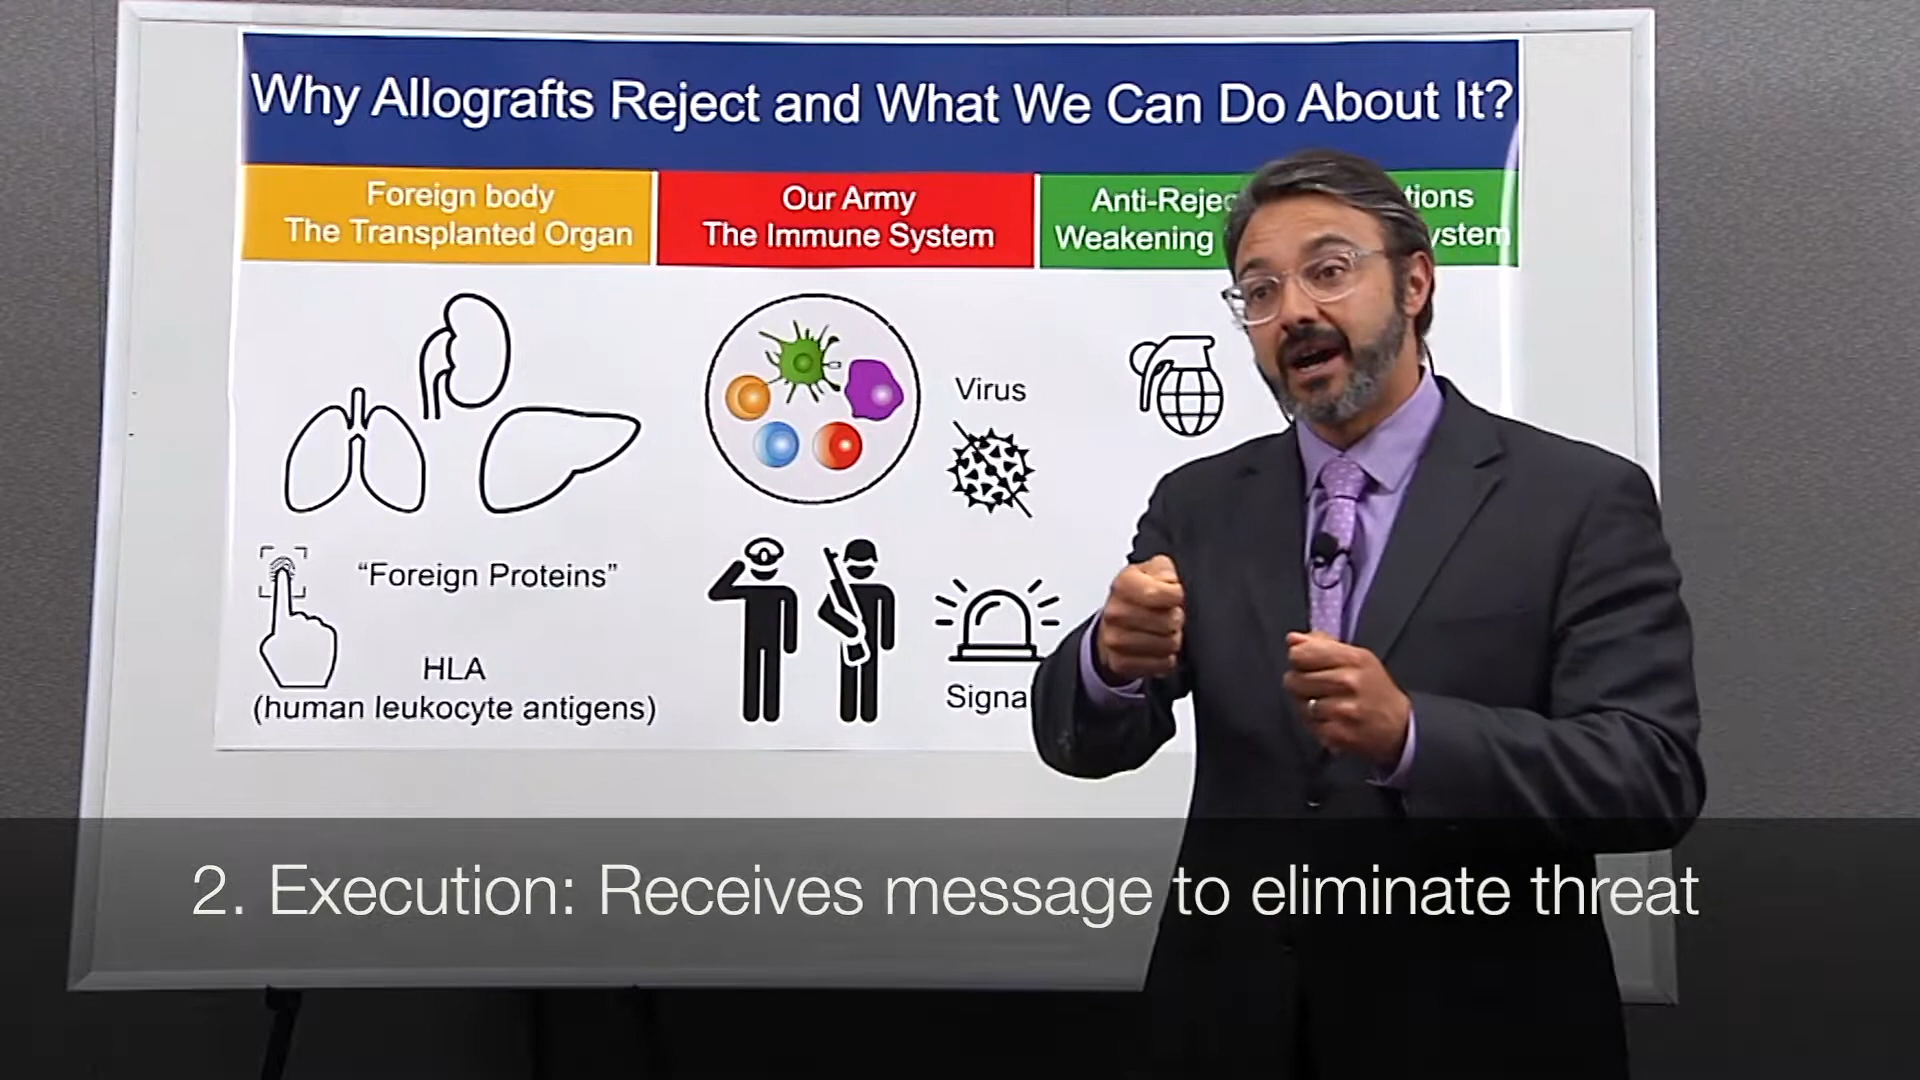 Why Allografts Reject and What We Can Do About It?
Foreign body
The Transplanted Organ
Our Army
The Immune System
Weakening
Virus
“Foreign Proteins”
HLA
(human leukocyte antigens)
2. Execution: Receives message to eliminate threat